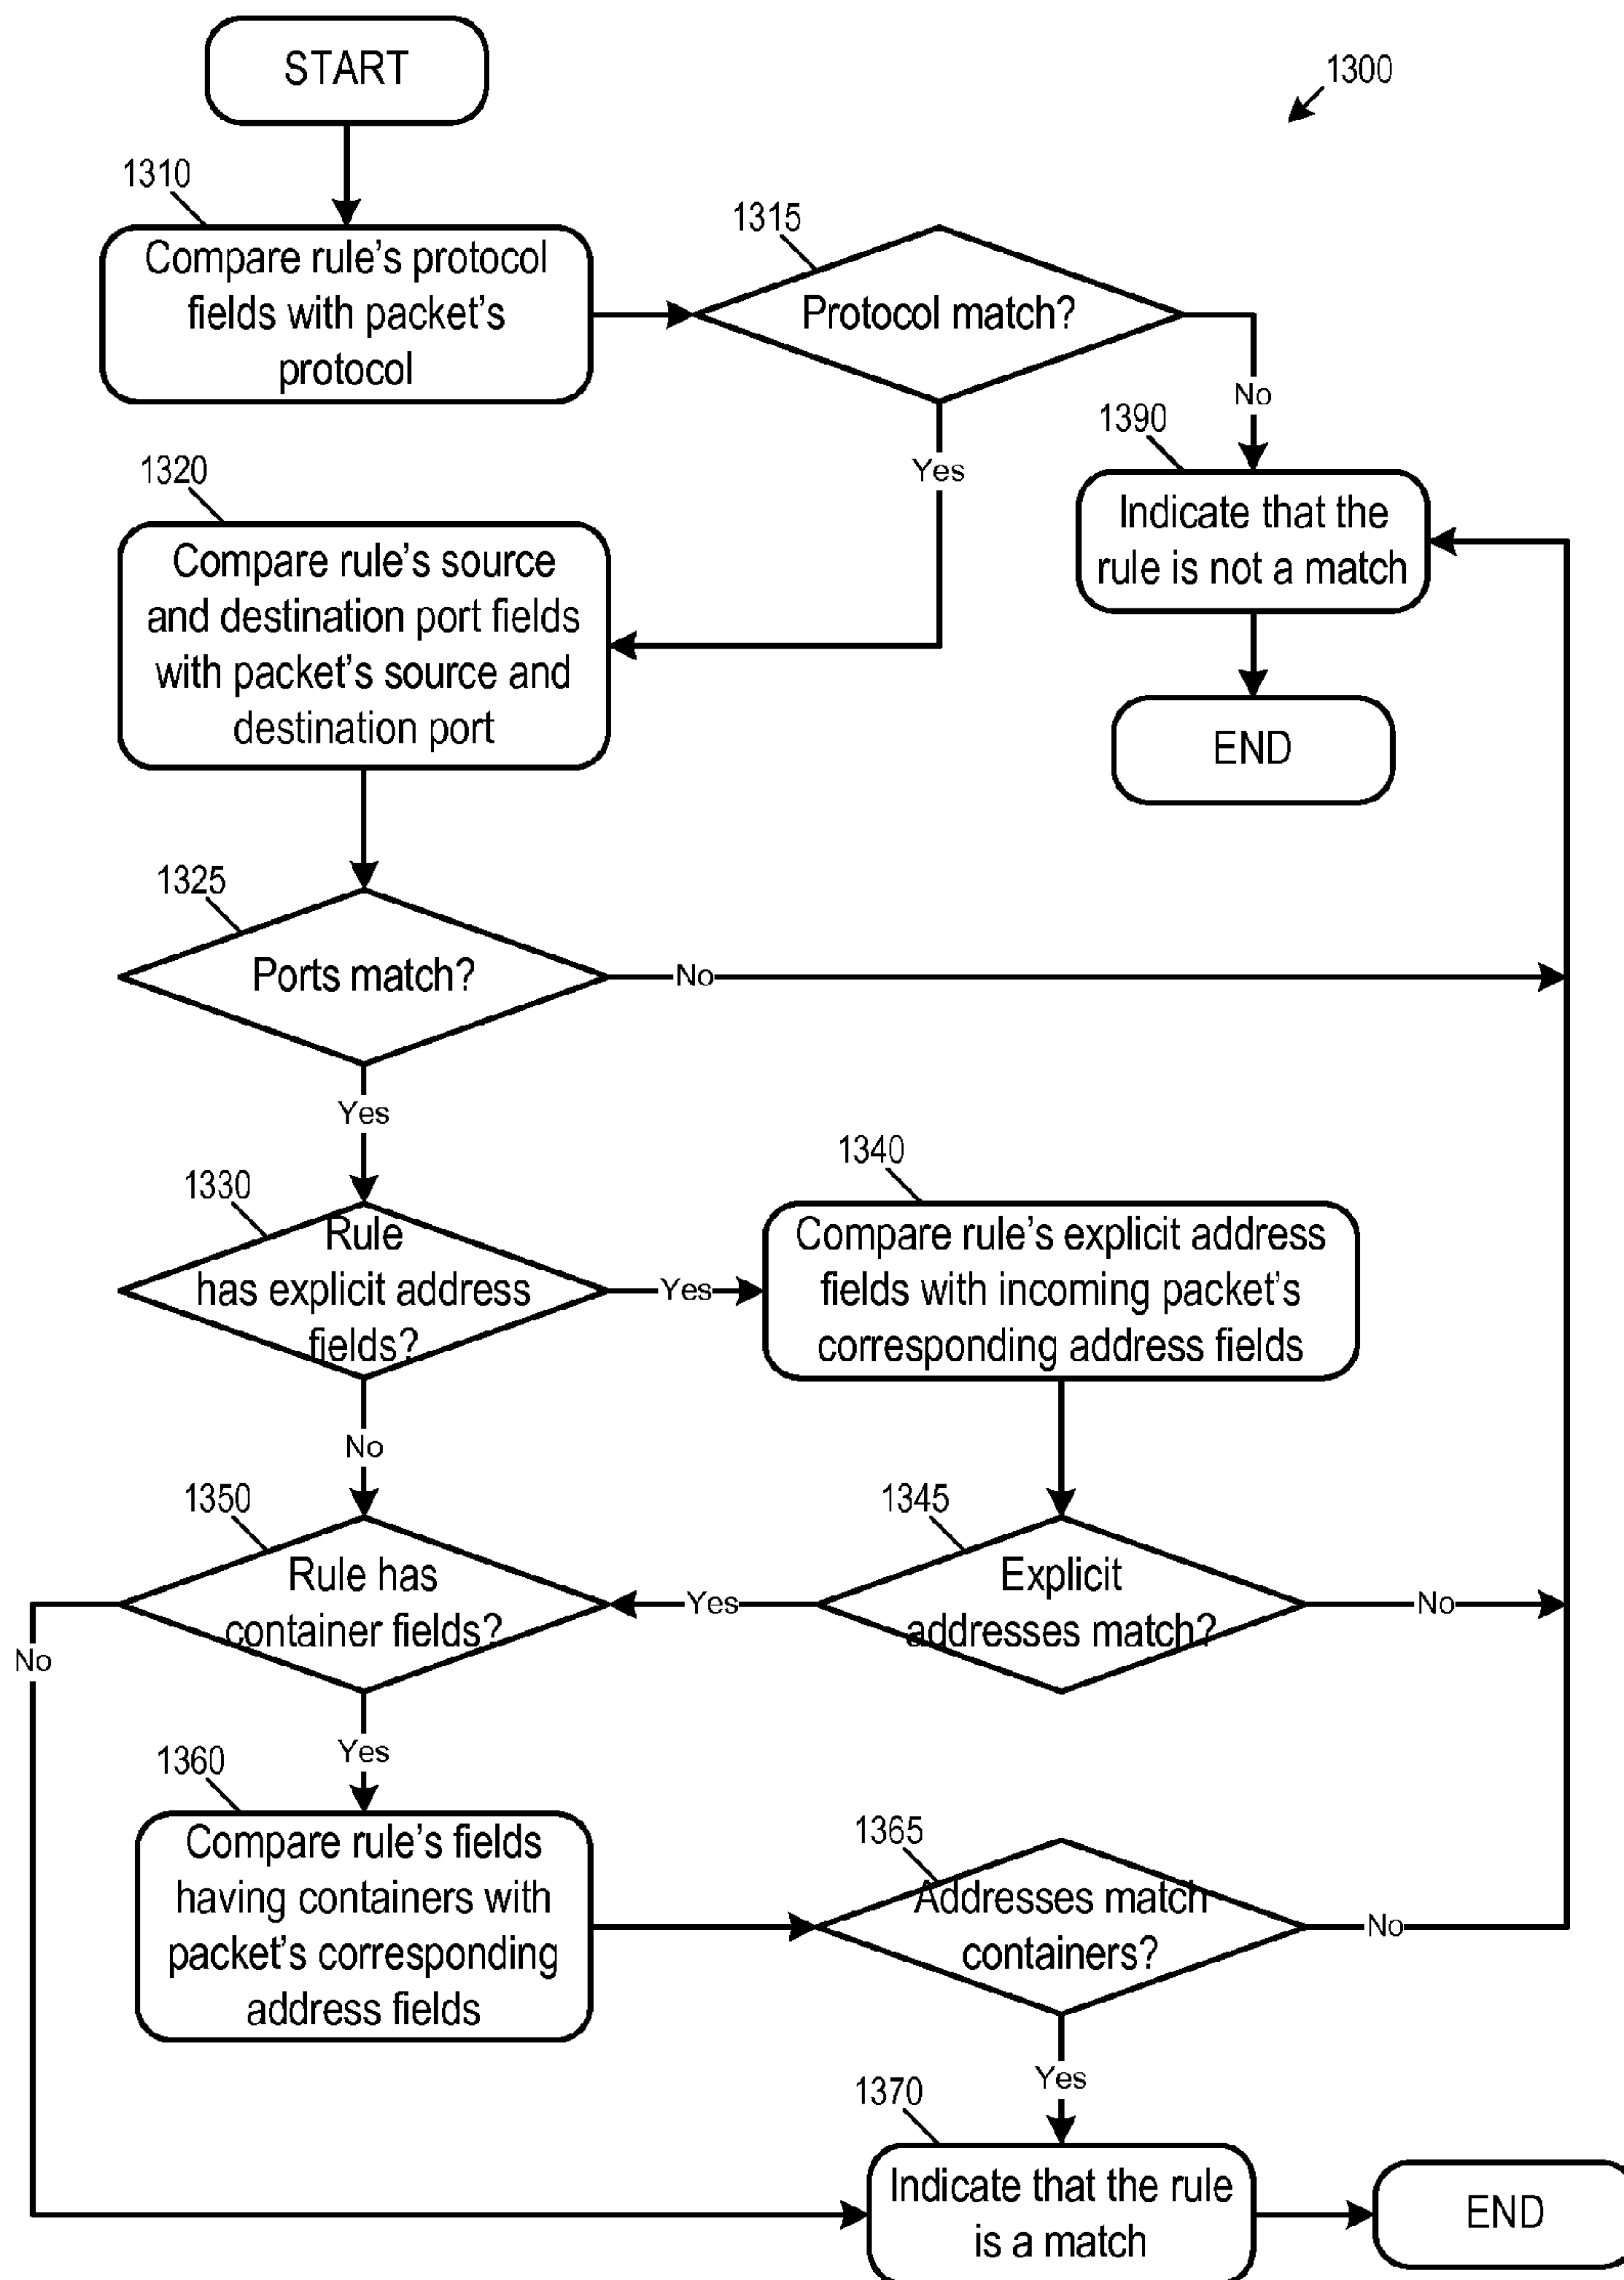 START
1300
1310
Compare rule's protocol
fields with packet's
protocol
1315
Protocol match?
No
Yes
1390
Indicate that the
rule is not a match
END
1320
Compare rule's source
and destination port fields
with packet's source and
destination port
1325
Ports match?
No
Yes
1330
Rule
has explicit address
fields?
Yes
No
1340
Compare rule's explicit address
fields with incoming packet's
corresponding address fields
1345
Explicit
addresses match?
Yes
No
1350
Rule has
container fields?
No
Yes
1360
Compare rule's fields
having containers with
packet's corresponding
address fields
1365
Addresses match
containers?
No
Yes
1370
Indicate that the rule
is a match
END